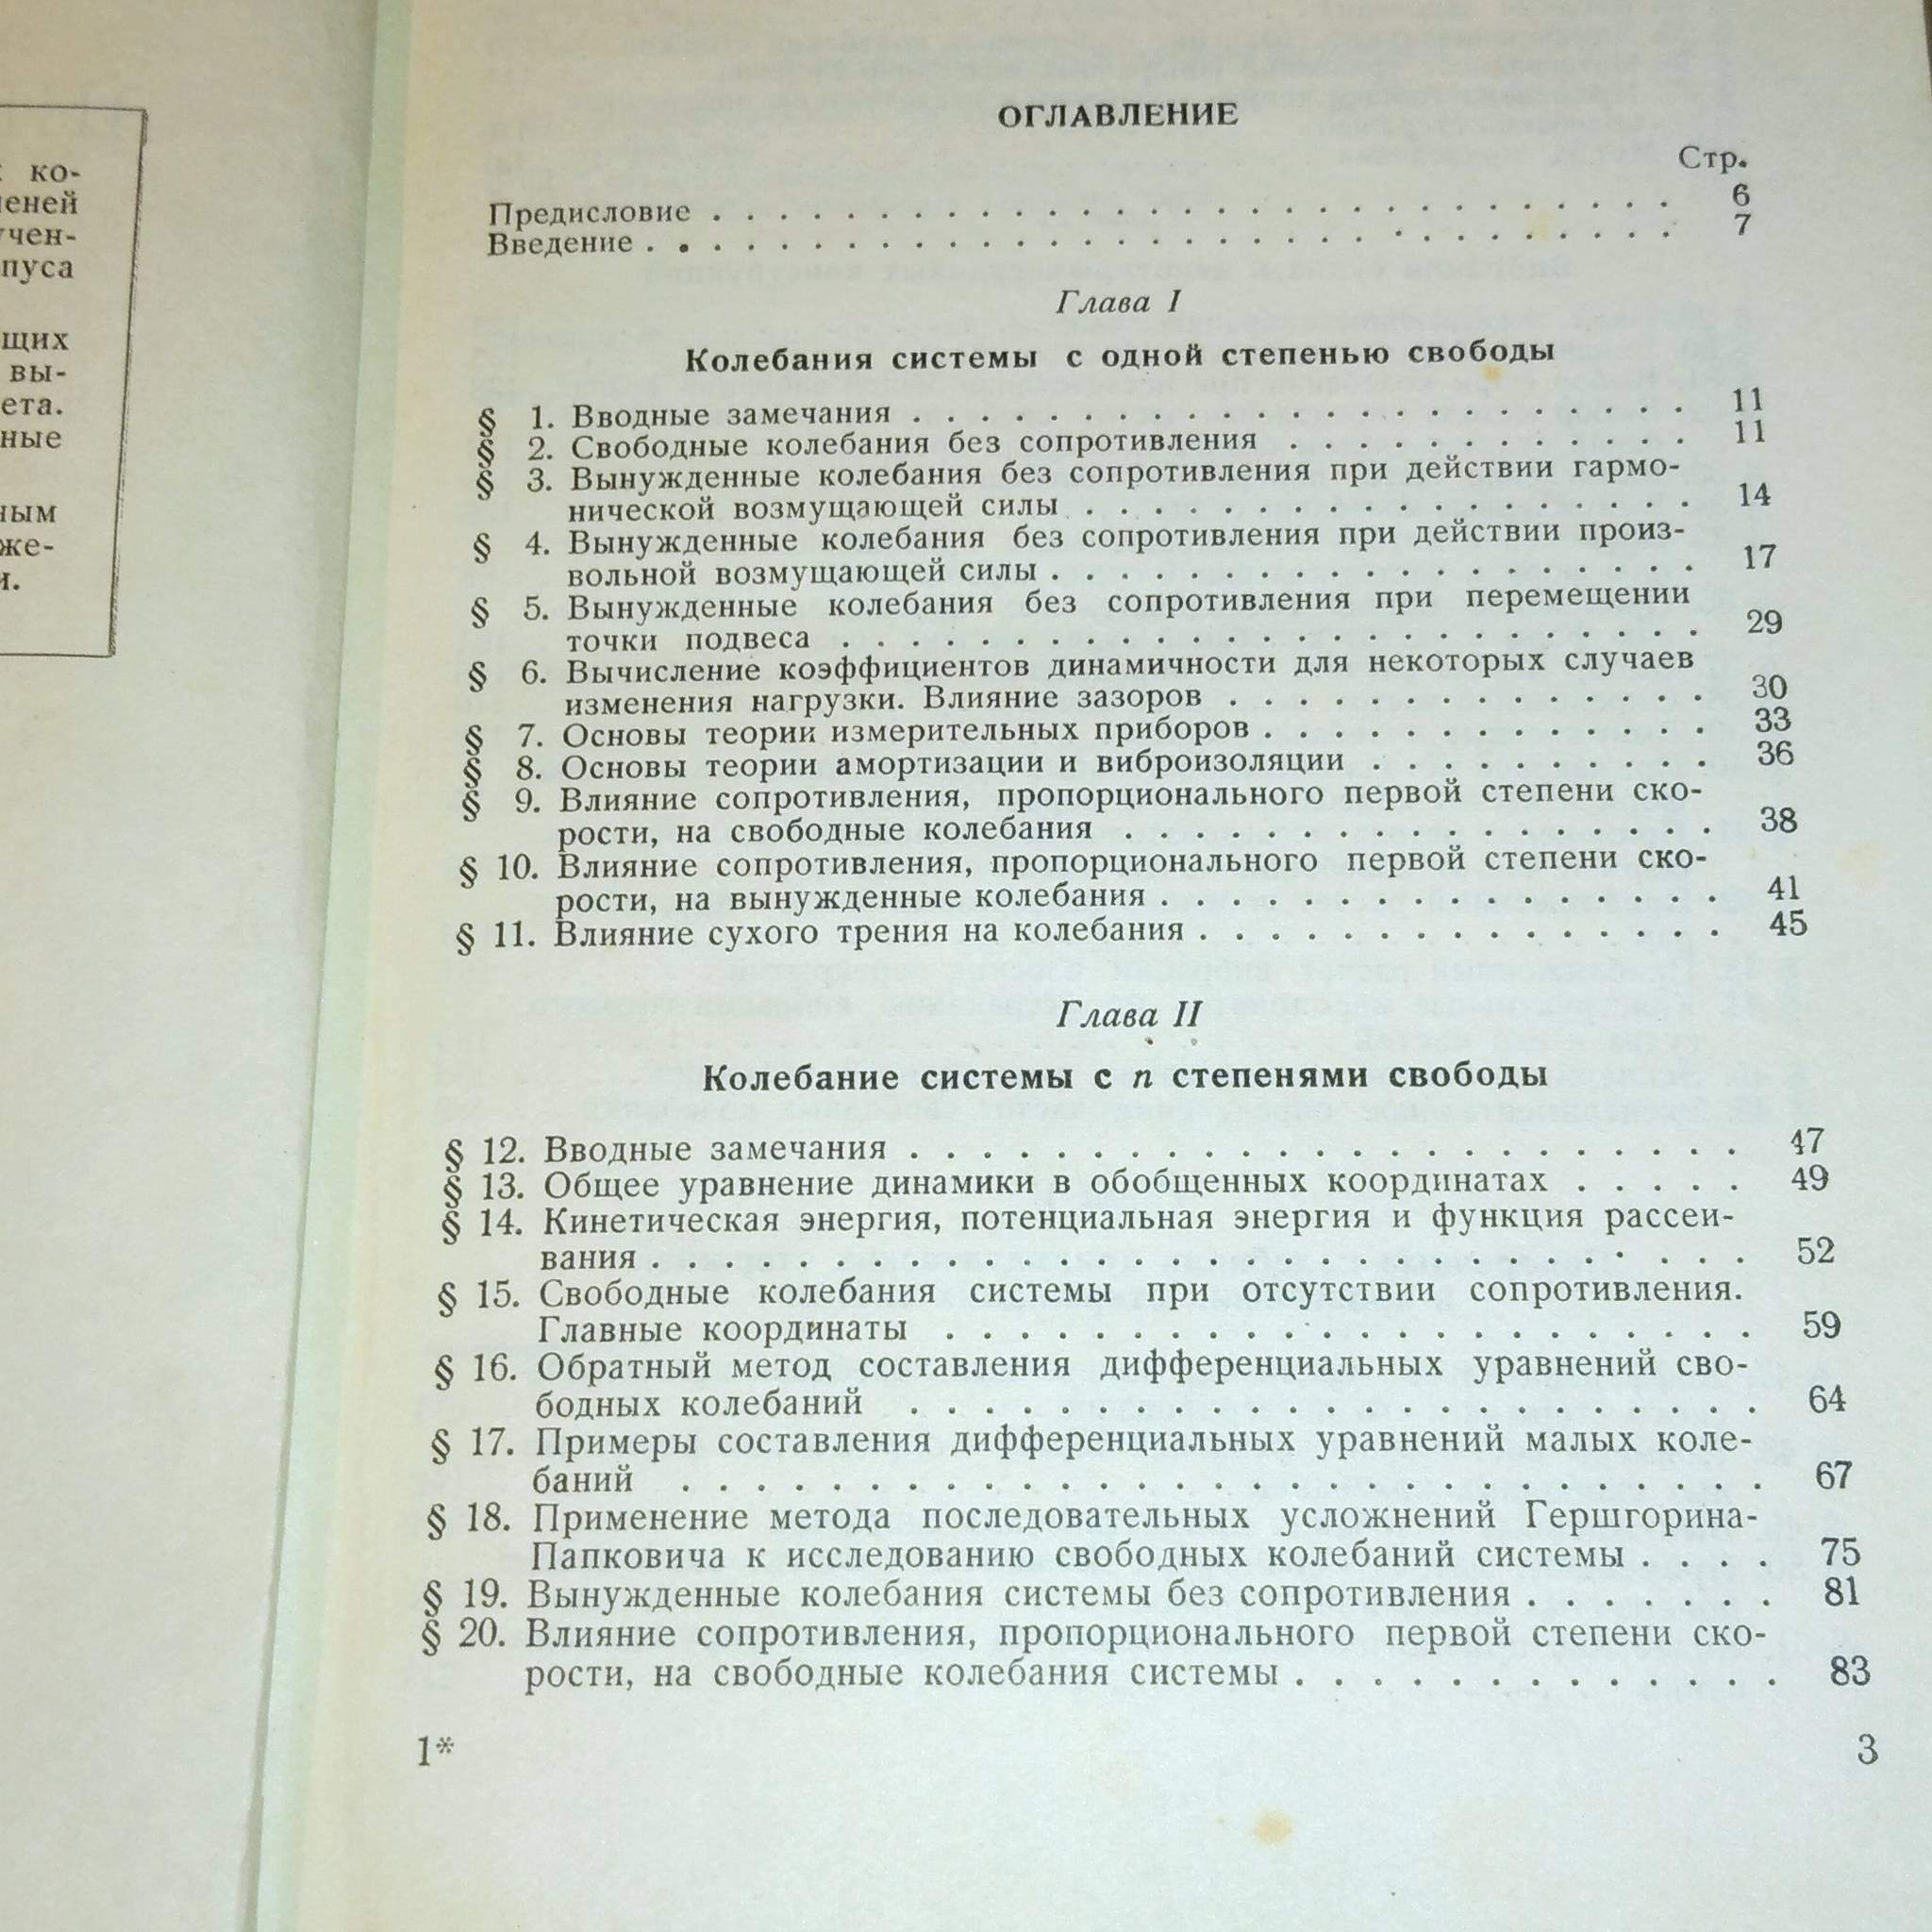 ко-
еней
учен-
пуса
щих
вы-
ета.
ные
ным
же-
и.
ОГЛАВЛЕНИЕ
Стр.
Предисловие . . . . . . . . . . . . . . . . . . . . . . . . . . . . . 6
Введение . . . . . . . . . . . . . . . . . . . . . . . . . . . . . . 7
Глава I
Колебания системы с одной степенью свободы
§ 1. Вводные замечания . . . . . . . . . . . . . . . . . . . . . . . 11
§ 2. Свободные колебания без сопротивления . . . . . . . . . . . . 11
§ 3. Вынужденные колебания без сопротивления при действии гармо-
нической возмущающей силы . . . . . . . . . . . . . . . . . . 14
§ 4. Вынужденные колебания без сопротивления при действии произ-
вольной возмущающей силы . . . . . . . . . . . . . . . . . . . 17
§ 5. Вынужденные колебания без сопротивления при перемещении
точки подвеса . . . . . . . . . . . . . . . . . . . . . . . . . . 29
§ 6. Вычисление коэффициентов динамичности для некоторых случаев
изменения нагрузки. Влияние зазоров . . . . . . . . . . . . . . 30
§ 7. Основы теории измерительных приборов . . . . . . . . . . . . . 33
§ 8. Основы теории амортизации и виброизоляции . . . . . . . . . . 36
§ 9. Влияние сопротивления, пропорционального первой степени ско-
рости, на свободные колебания . . . . . . . . . . . . . . . . . 38
§ 10. Влияние сопротивления, пропорционального первой степени ско-
рости, на вынужденные колебания . . . . . . . . . . . . . . . . 41
§ 11. Влияние сухого трения на колебания . . . . . . . . . . . . . . . 45
Глава II
Колебание системы с n степенями свободы
§ 12. Вводные замечания . . . . . . . . . . . . . . . . . . . . . . . 47
§ 13. Общее уравнение динамики в обобщенных координатах . . . . . 49
§ 14. Кинетическая энергия, потенциальная энергия и функция рассеи-
вания . . . . . . . . . . . . . . . . . . . . . . . . . . . . . . 52
§ 15. Свободные колебания системы при отсутствии сопротивления.
Главные координаты . . . . . . . . . . . . . . . . . . . . . . 59
§ 16. Обратный метод составления дифференциальных уравнений сво-
бодных колебаний . . . . . . . . . . . . . . . . . . . . . . . 64
§ 17. Примеры составления дифференциальных уравнений малых коле-
баний . . . . . . . . . . . . . . . . . . . . . . . . . . . . . 67
§ 18. Применение метода последовательных усложнений Гершгорина-
Папковича к исследованию свободных колебаний системы . . . . 75
§ 19. Вынужденные колебания системы без сопротивления . . . . . . . 81
§ 20. Влияние сопротивления, пропорционального первой степени ско-
рости, на свободные колебания системы . . . . . . . . . . . . . 83
1* 3